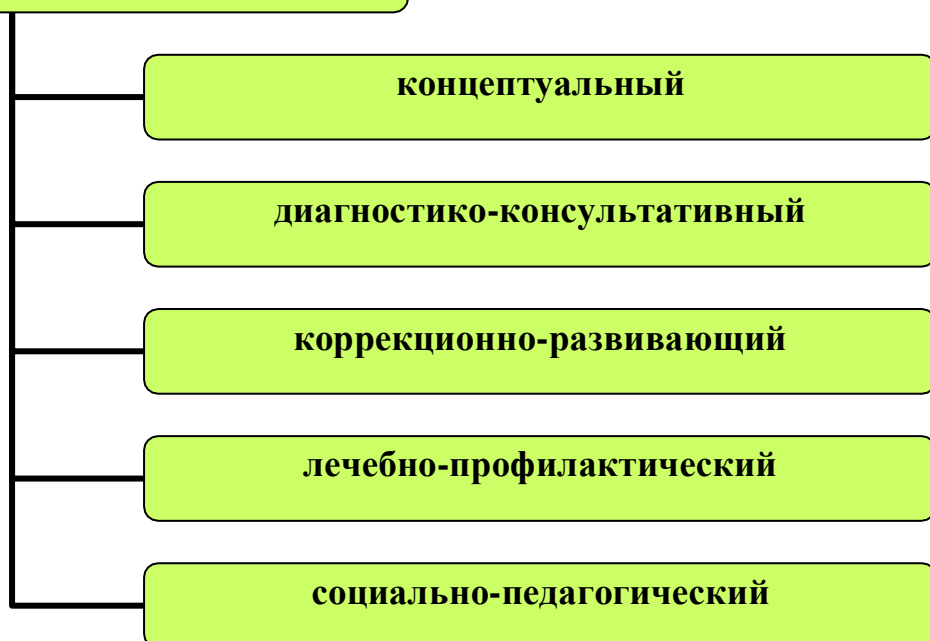 концептуальный
диагностико-консультативный
коррекционно-развивающий
лечебно-профилактический
социально-педагогический